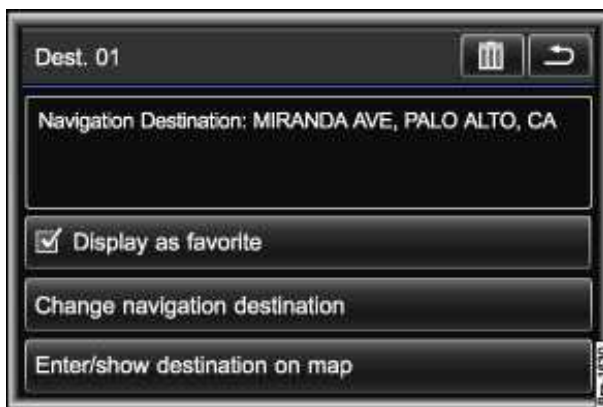 Dest. 01
Navigation Destination: MIRANDA AVE, PALO ALTO, CA
Display as favorite
Change navigation destination
Enter/show destination on map